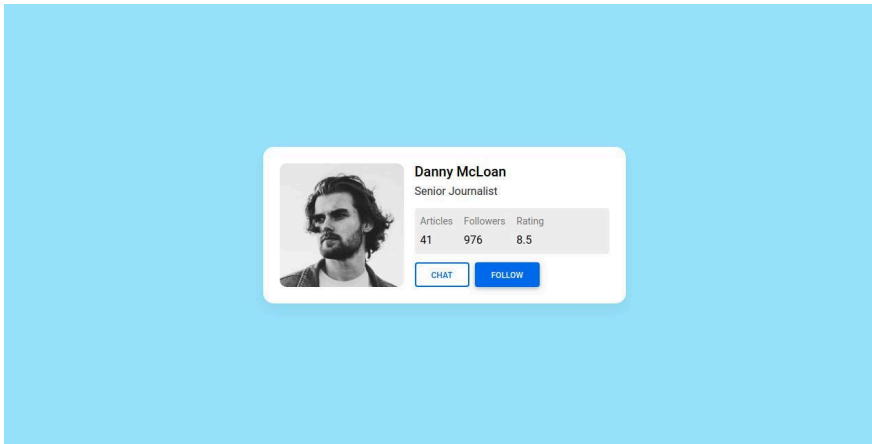 Danny McLoan
Senior Journalist
Articles Followers Rating
41 976 8.5
CHAT FOLLOW